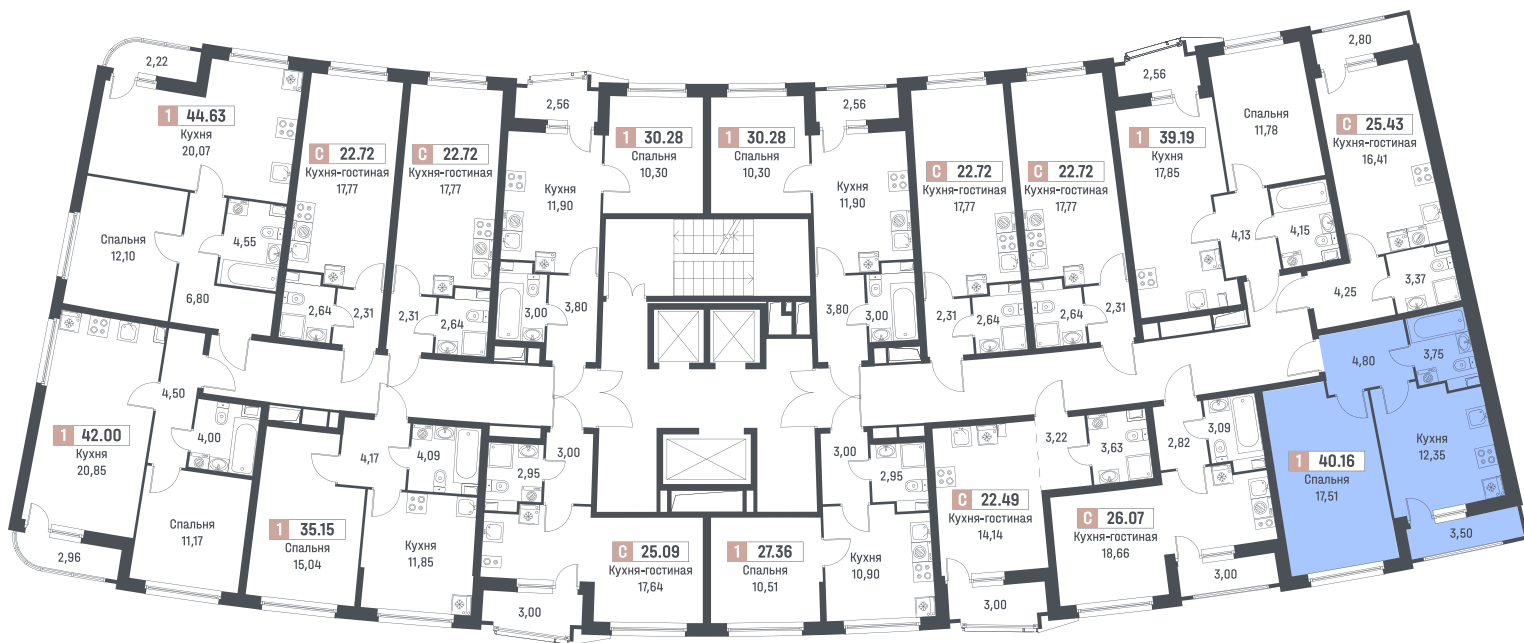 2,22
1 44.63
Кухня
20,07
Спальня
12,10
4,55
6,80
С 22.72
Кухня-гостиная
17,77
2,64
2,31
С 22.72
Кухня-гостиная
17,77
2,31
2,64
2,56
1 30.28
Спальня
10,30
Кухня
11,90
3,00
3,80
1 30.28
Спальня
10,30
2,56
Кухня
11,90
3,80
3,00
С 22.72
Кухня-гостиная
17,77
2,31
2,64
С 22.72
Кухня-гостиная
17,77
2,64
2,31
2,56
1 39.19
Кухня
17,85
Спальня
11,78
4,13
4,15
2,80
С 25.43
Кухня-гостиная
16,41
4,25
3,37
1 42.00
Кухня
20,85
4,50
4,00
Спальня
11,17
2,96
1 35.15
Спальня
15,04
4,17
4,09
Кухня
11,85
2,95
3,00
С 25.09
Кухня-гостиная
17,64
3,00
1 27.36
Спальня
10,51
3,00
2,95
Кухня
10,90
С 22.49
Кухня-гостиная
14,14
3,22
3,63
3,00
С 26.07
Кухня-гостиная
18,66
2,82
3,09
3,00
1 40.16
Спальня
17,51
4,80
3,75
Кухня
12,35
3,50